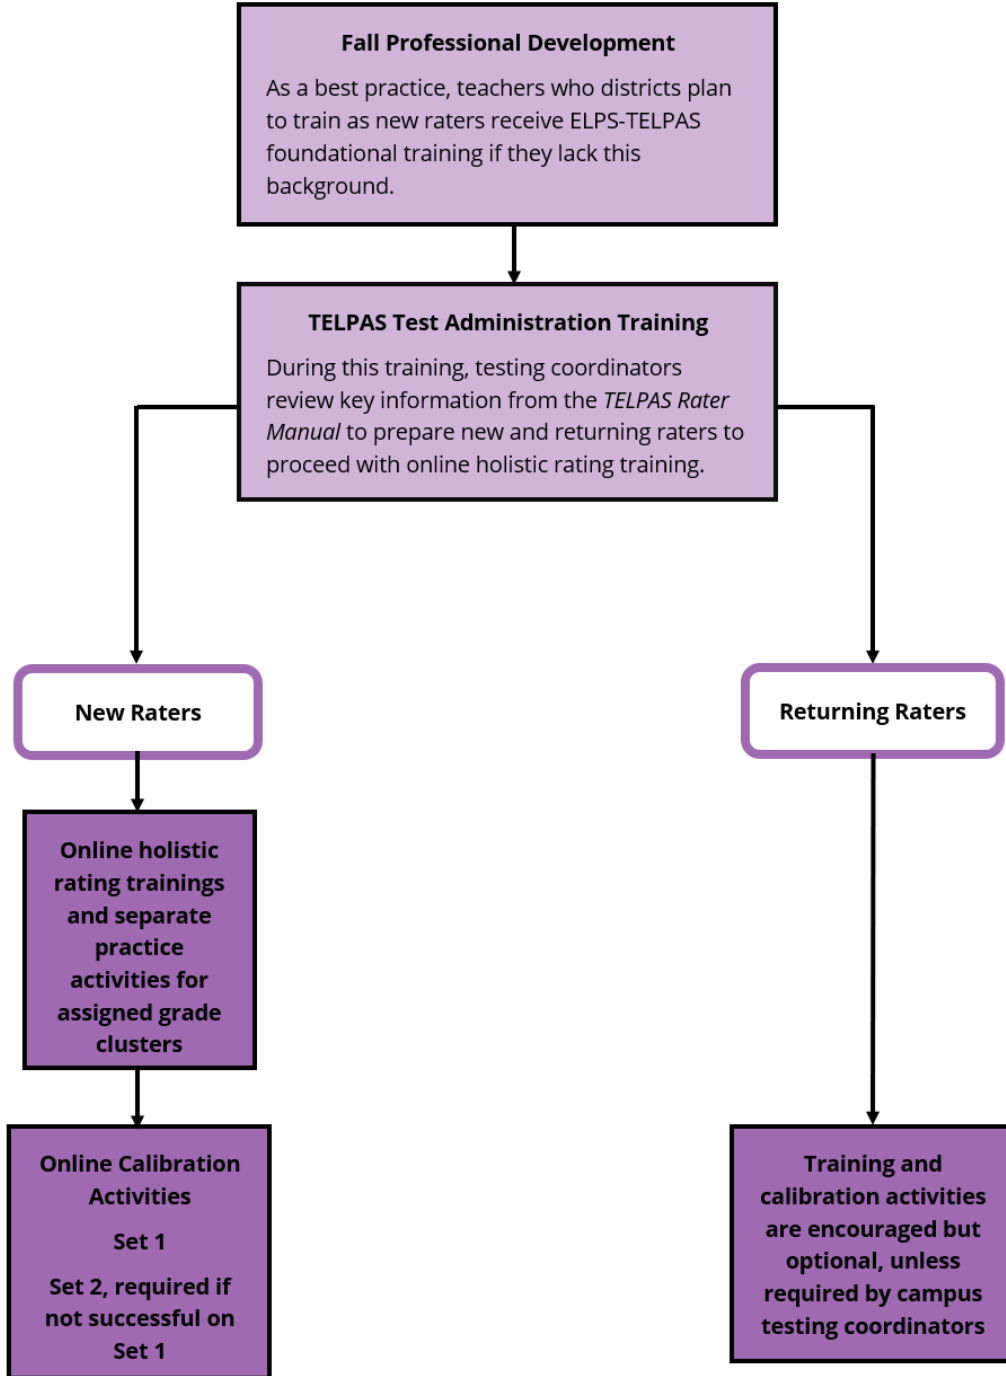 Fall Professional Development
As a best practice, teachers who districts plan
to train as new raters receive ELPS-TELPAS
foundational training if they lack this
background.
TELPAS Test Administration Training
During this training, testing coordinators
review key information from the TELPAS Rater
Manual to prepare new and returning raters to
proceed with online holistic rating training.
New Raters
Returning Raters
Online holistic
rating trainings
and separate
practice
activities for
assigned grade
clusters
Online Calibration
Activities
Set 1
Set 2, required if
not successful on
Set 1
Training and
calibration activities
are encouraged but
optional, unless
required by campus
testing coordinators